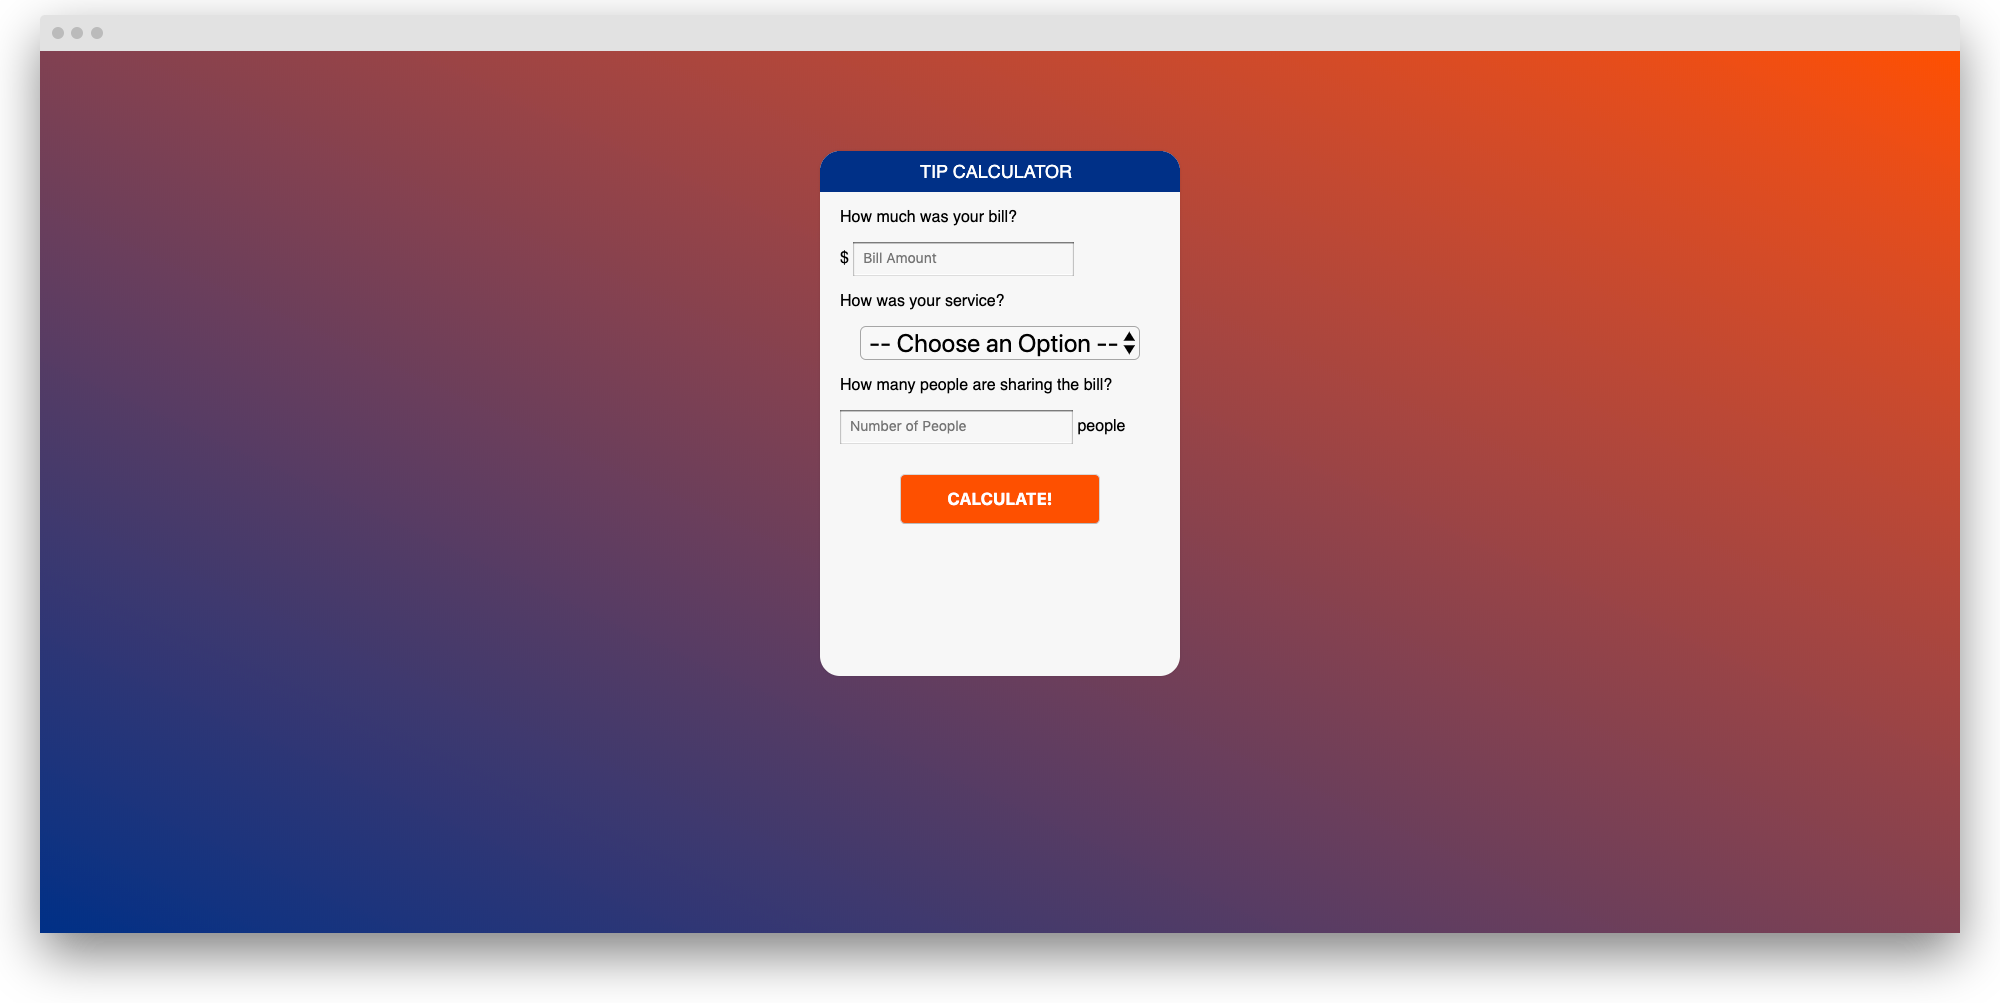 TIP CALCULATOR
How much was your bill?
$ Bill Amount
How was your service?
-- Choose an Option --
How many people are sharing the bill?
Number of People people
CALCULATE!